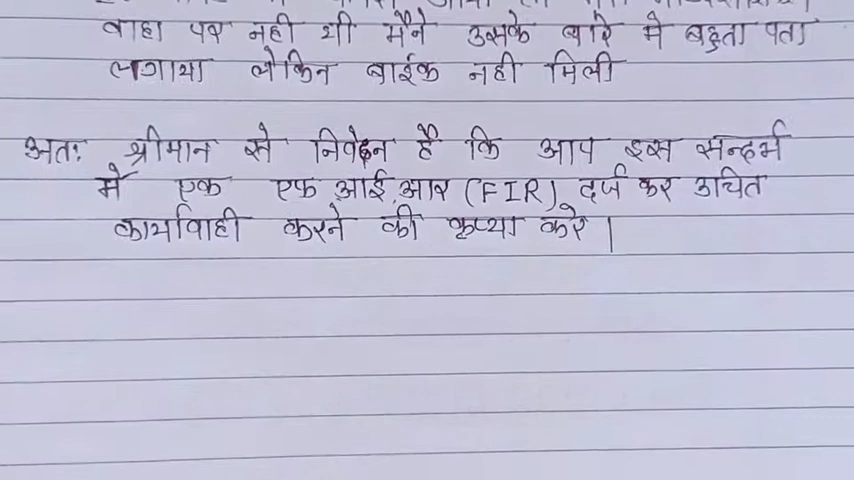 वाहा पर नही थी मैने उसके बारे मे बहुता पता
लगाया लेकिन बाईक नही मिली
अतः श्रीमान से निवेदन है कि आप इस सन्दर्भ
में एक एफ.आई.आर (FIR) दर्ज कर उचित
कार्यावाही करने की कृप्या करे।